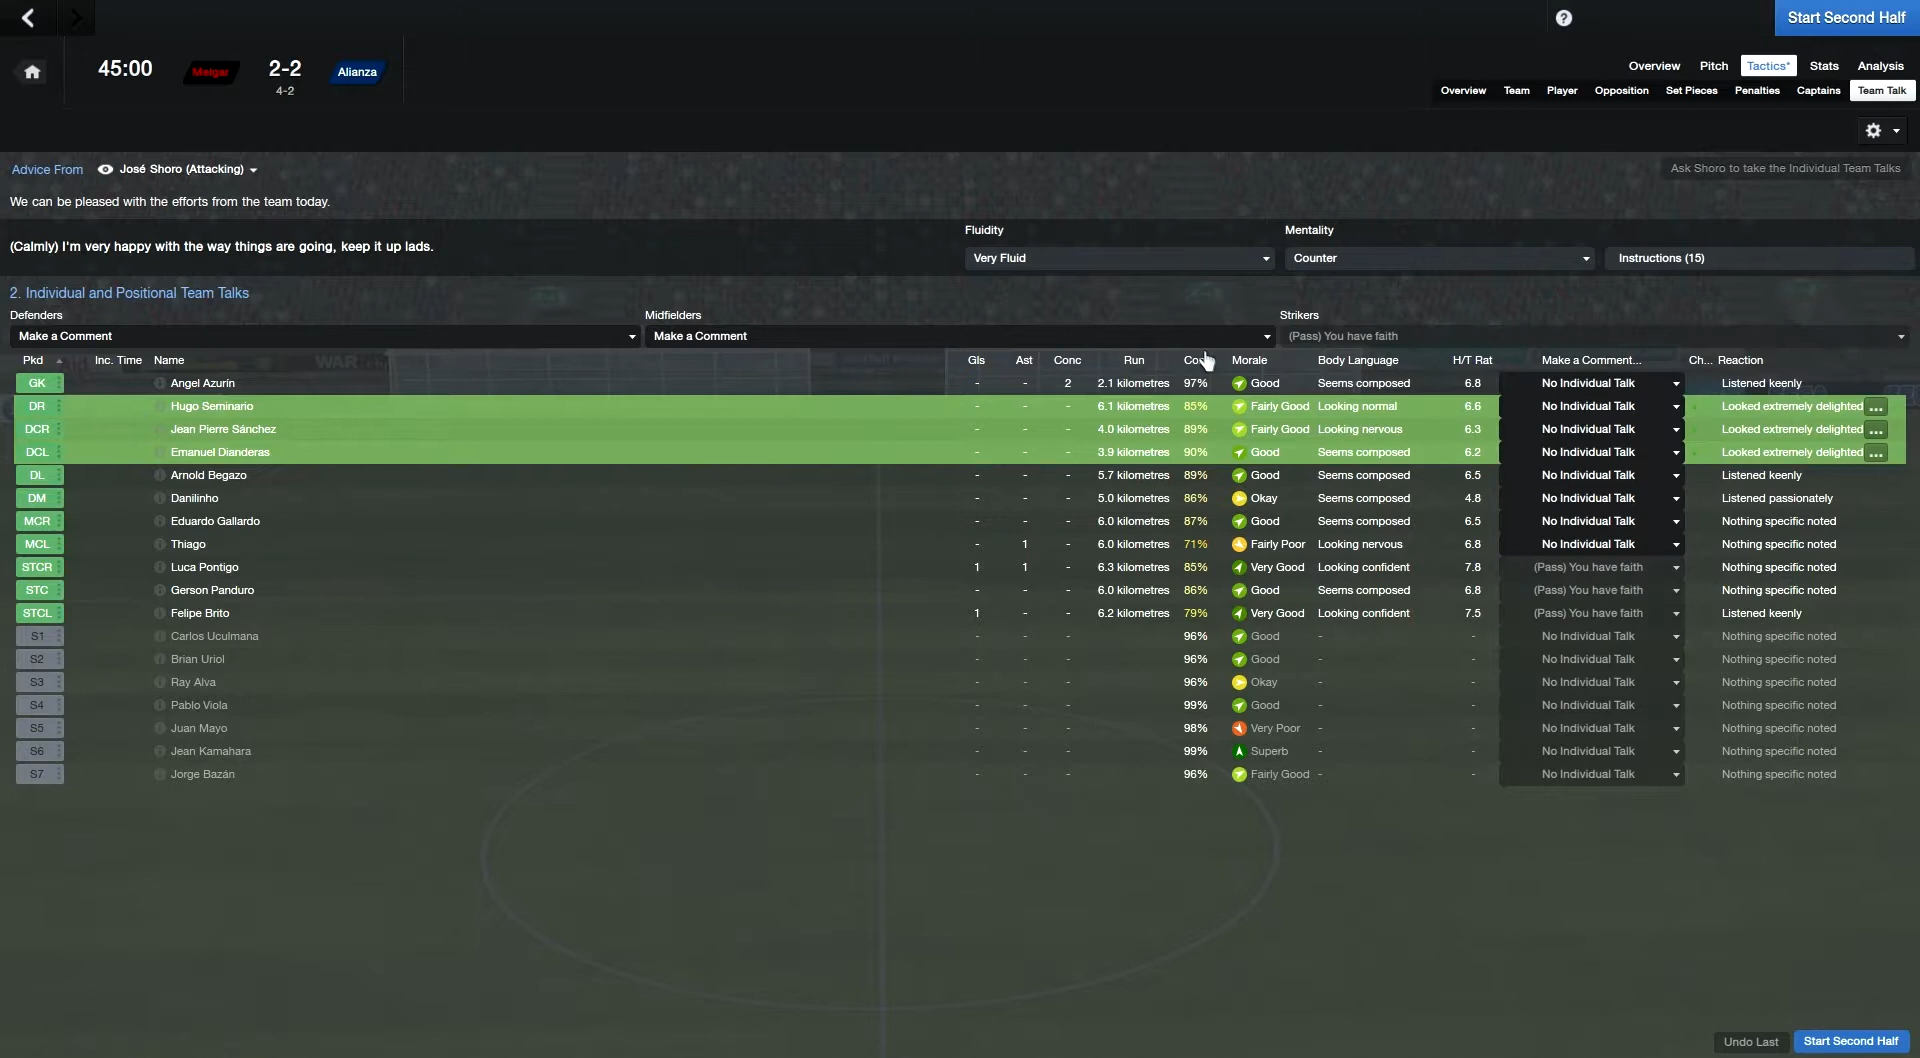 Start Second Half
45:00 Melgar 2-2 Alianza
4-2
Overview Pitch Tactics* Stats Analysis
Overview Team Player Opposition Set Pieces Penalties Captains Team Talk
Advice From José Shoro (Attacking) Ask Shoro to take the Individual Team Talks
We can be pleased with the efforts from the team today.
Fluidity Mentality
(Calmly) I'm very happy with the way things are going, keep it up lads.
Very Fluid Counter Instructions (15)
2. Individual and Positional Team Talks
Defenders Midfielders Strikers
Make a Comment Make a Comment (Pass) You have faith
Pkd Inc. Time Name Gls Ast Conc Run Morale Body Language H/T Rat Make a Comment... Ch... Reaction
GK Angel Azurín - - 2 2.1 kilometres 97% Good Seems composed 6.8 No Individual Talk Listened keenly
DR Hugo Seminario - - - 6.1 kilometres 85% Fairly Good Looking normal 6.6 No Individual Talk Looked extremely delighted ...
DCR Jean Pierre Sánchez - - - 4.0 kilometres 89% Fairly Good Looking nervous 6.3 No Individual Talk Looked extremely delighted ...
DCL Emanuel Dianderas - - - 3.9 kilometres 90% Good Seems composed 6.2 No Individual Talk Looked extremely delighted ...
DL Arnold Begazo - - - 5.7 kilometres 89% Good Seems composed 6.5 No Individual Talk Listened keenly
DM Danilinho - - - 5.0 kilometres 86% Okay Seems composed 4.8 No Individual Talk Listened passionately
MCR Eduardo Gallardo - - - 6.0 kilometres 87% Good Seems composed 6.5 No Individual Talk Nothing specific noted
MCL Thiago - 1 - 6.0 kilometres 71% Fairly Poor Looking nervous 6.8 No Individual Talk Nothing specific noted
STCR Luca Pontigo 1 1 - 6.3 kilometres 85% Very Good Looking confident 7.8 (Pass) You have faith Nothing specific noted
STC Gerson Panduro - - - 6.0 kilometres 86% Good Seems composed 6.8 (Pass) You have faith Nothing specific noted
STCL Felipe Brito 1 - - 6.2 kilometres 79% Very Good Looking confident 7.5 (Pass) You have faith Listened keenly
S1 Carlos Uculmana - - - 96% Good - - No Individual Talk Nothing specific noted
S2 Brian Uriol - - - 96% Good - - No Individual Talk Nothing specific noted
S3 Ray Alva - - - 96% Okay - - No Individual Talk Nothing specific noted
S4 Pablo Viola - - - 99% Good - - No Individual Talk Nothing specific noted
S5 Juan Mayo - - - 98% Very Poor - - No Individual Talk Nothing specific noted
S6 Jean Kamahara - - - 99% Superb - - No Individual Talk Nothing specific noted
S7 Jorge Bazán - - - 96% Fairly Good - - No Individual Talk Nothing specific noted
Undo Last Start Second Half